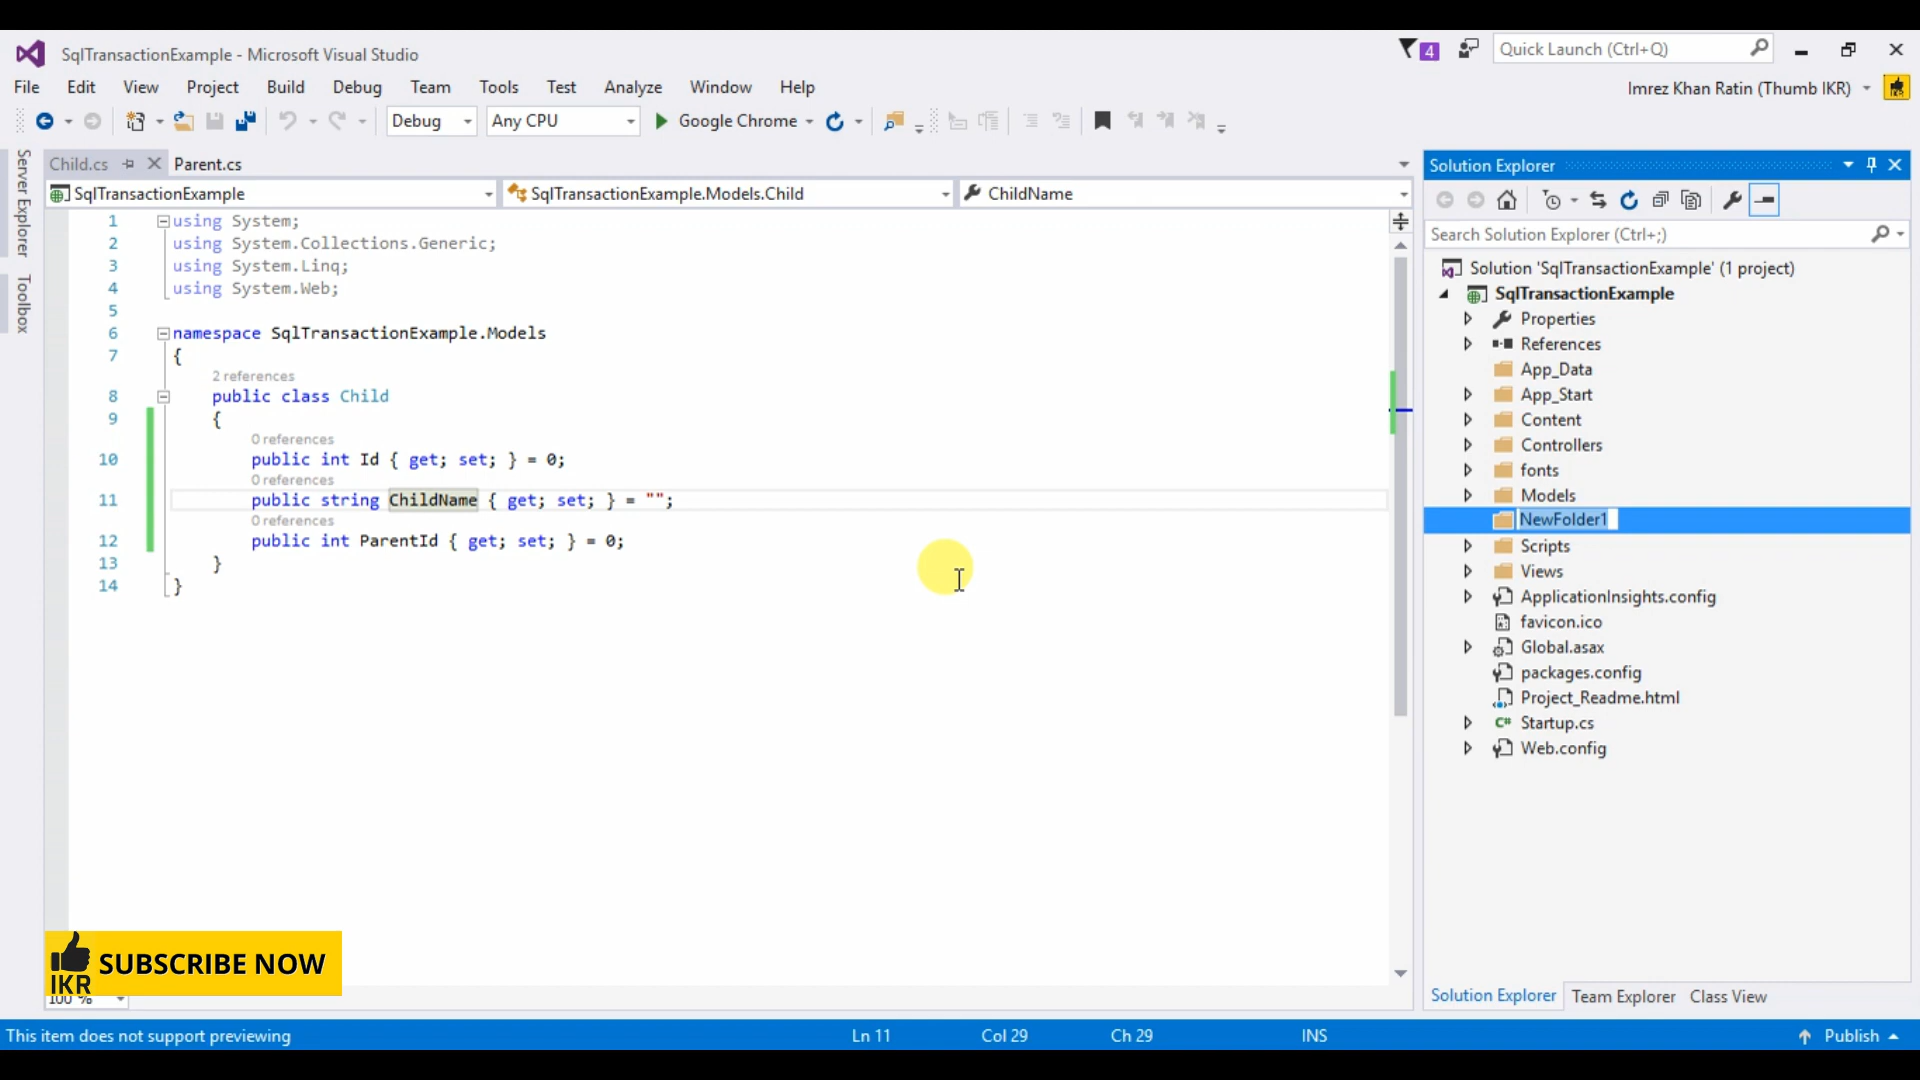 SqlTransactionExample - Microsoft Visual Studio
4
Quick Launch (Ctrl+Q)
File Edit View Project Build Debug Team Tools Test Analyze Window Help
Imrez Khan Ratin (Thumb IKR)
Debug
Any CPU
Google Chrome
Server Explorer
Toolbox
Child.cs
Parent.cs
SqlTransactionExample
SqlTransactionExample.Models.Child
ChildName
1 using System;
2 using System.Collections.Generic;
3 using System.Linq;
4 using System.Web;
5
6 namespace SqlTransactionExample.Models
7 {
2 references
8 public class Child
9 {
0 references
10 public int Id { get; set; } = 0;
0 references
11 public string ChildName { get; set; } = "";
0 references
12 public int ParentId { get; set; } = 0;
13 }
14 }
Solution Explorer
Search Solution Explorer (Ctrl+;)
Solution 'SqlTransactionExample' (1 project)
SqlTransactionExample
Properties
References
App_Data
App_Start
Content
Controllers
fonts
Models
NewFolder1
Scripts
Views
ApplicationInsights.config
favicon.ico
Global.asax
packages.config
Project_Readme.html
Startup.cs
Web.config
IKR
SUBSCRIBE NOW
100 %
Solution Explorer Team Explorer Class View
This item does not support previewing
Ln 11 Col 29 Ch 29 INS
Publish